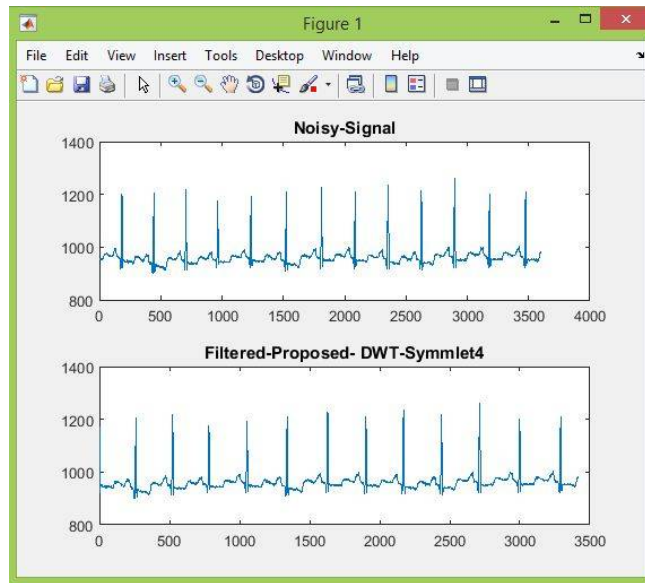 Figure 1
File Edit View Insert Tools Desktop Window Help
Noisy-Signal
1400
1200
1000
800
0 500 1000 1500 2000 2500 3000 3500 4000
Filtered-Proposed- DWT-Symmlet4
1400
1200
1000
800
0 500 1000 1500 2000 2500 3000 3500